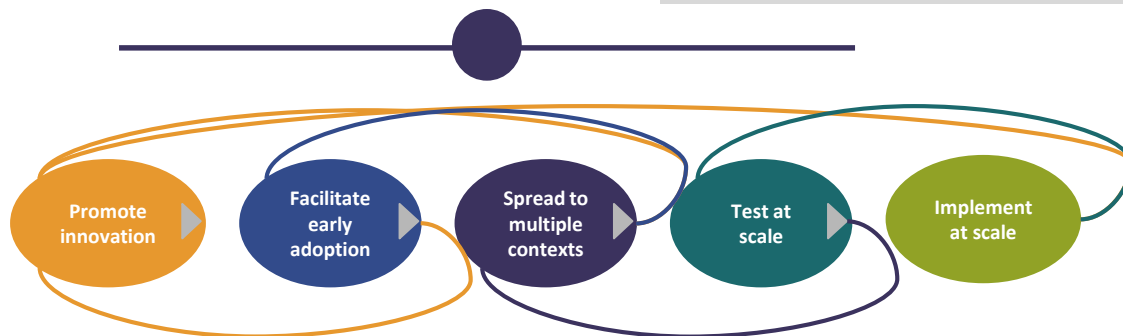 Promote
innovation
Facilitate
early
adoption
Spread to
multiple
contexts
Test at
scale
Implement
at scale